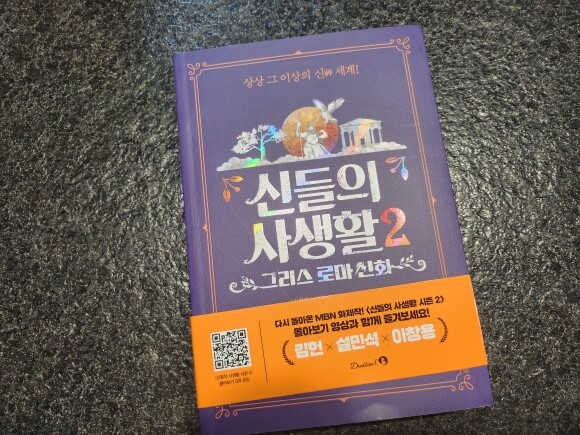 상상 그 이상의 신神 세계!
신들의
사생활 2
그리스 로마 신화
다시 돌아온 MBN 화제작! <신들의 사생활 시즌 2>
몰아보기 영상과 함께 즐겨보세요!
김헌 × 설민석 × 이창용